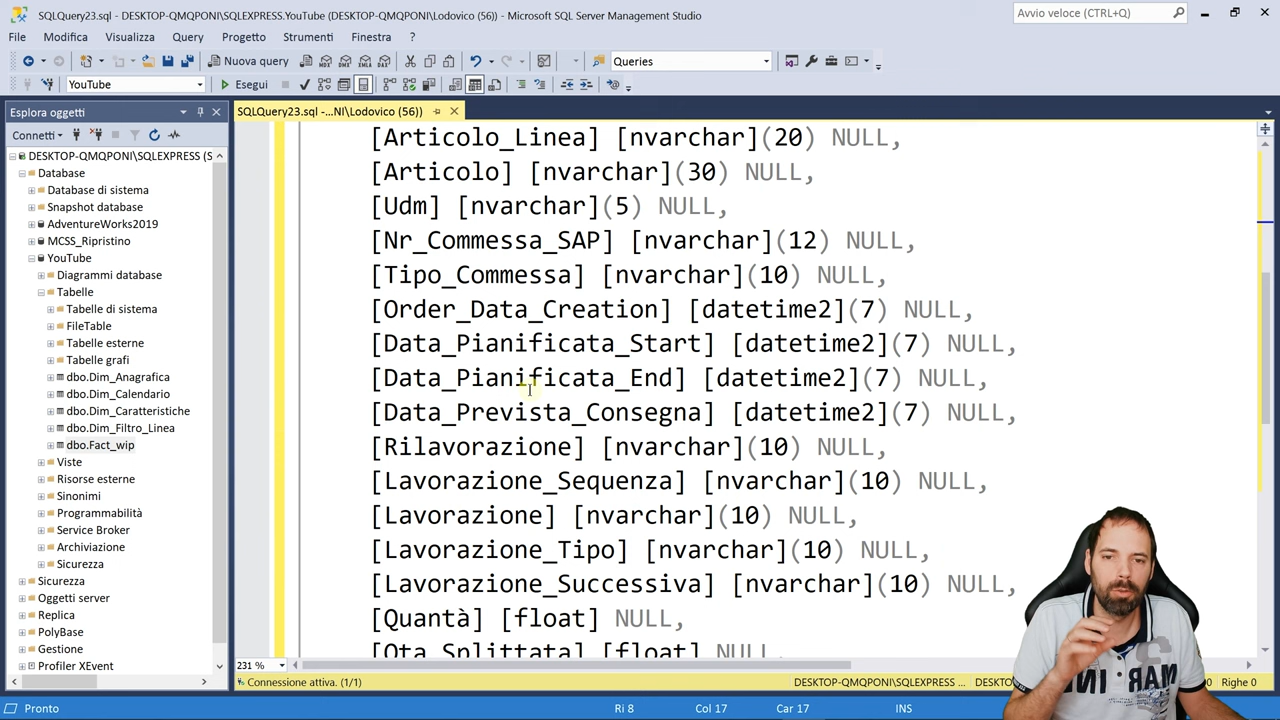 SQLQuery23.sql - DESKTOP-QMQPONI\SQLEXPRESS.YouTube (DESKTOP-QMQPONI\Lodovico (56)) - Microsoft SQL Server Management Studio
Avvio veloce (CTRL+Q)
File Modifica Visualizza Query Progetto Strumenti Finestra ?
Nuova query Queries
YouTube Esegui
Esplora oggetti
SQLQuery23.sql -...NI\Lodovico (56))
Connetti
DESKTOP-QMQPONI\SQLEXPRESS (S
Database
Database di sistema
Snapshot database
AdventureWorks2019
MCSS_Ripristino
YouTube
Diagrammi database
Tabelle
Tabelle di sistema
FileTable
Tabelle esterne
Tabelle grafi
dbo.Dim_Anagrafica
dbo.Dim_Calendario
dbo.Dim_Caratteristiche
dbo.Dim_Filtro_Linea
dbo.Fact_wip
Viste
Risorse esterne
Sinonimi
Programmabilità
Service Broker
Archiviazione
Sicurezza
Sicurezza
Oggetti server
Replica
PolyBase
Gestione
Profiler XEvent
[Articolo_Linea] [nvarchar](20) NULL,
[Articolo] [nvarchar](30) NULL,
[Udm] [nvarchar](5) NULL,
[Nr_Commessa_SAP] [nvarchar](12) NULL,
[Tipo_Commessa] [nvarchar](10) NULL,
[Order_Data_Creation] [datetime2](7) NULL,
[Data_Pianificata_Start] [datetime2](7) NULL,
[Data_Pianificata_End] [datetime2](7) NULL,
[Data_Prevista_Consegna] [datetime2](7) NULL,
[Rilavorazione] [nvarchar](10) NULL,
[Lavorazione_Sequenza] [nvarchar](10) NULL,
[Lavorazione] [nvarchar](10) NULL,
[Lavorazione_Tipo] [nvarchar](10) NULL,
[Lavorazione_Successiva] [nvarchar](10) NULL,
[Quantà] [float] NULL,
[Qta_Splittata] [float] NULL,
231 %
Connessione attiva. (1/1) DESKTOP-QMQPONI\SQLEXPRESS ... Righe 0
Pronto Ri 8 Col 17 Car 17 INS